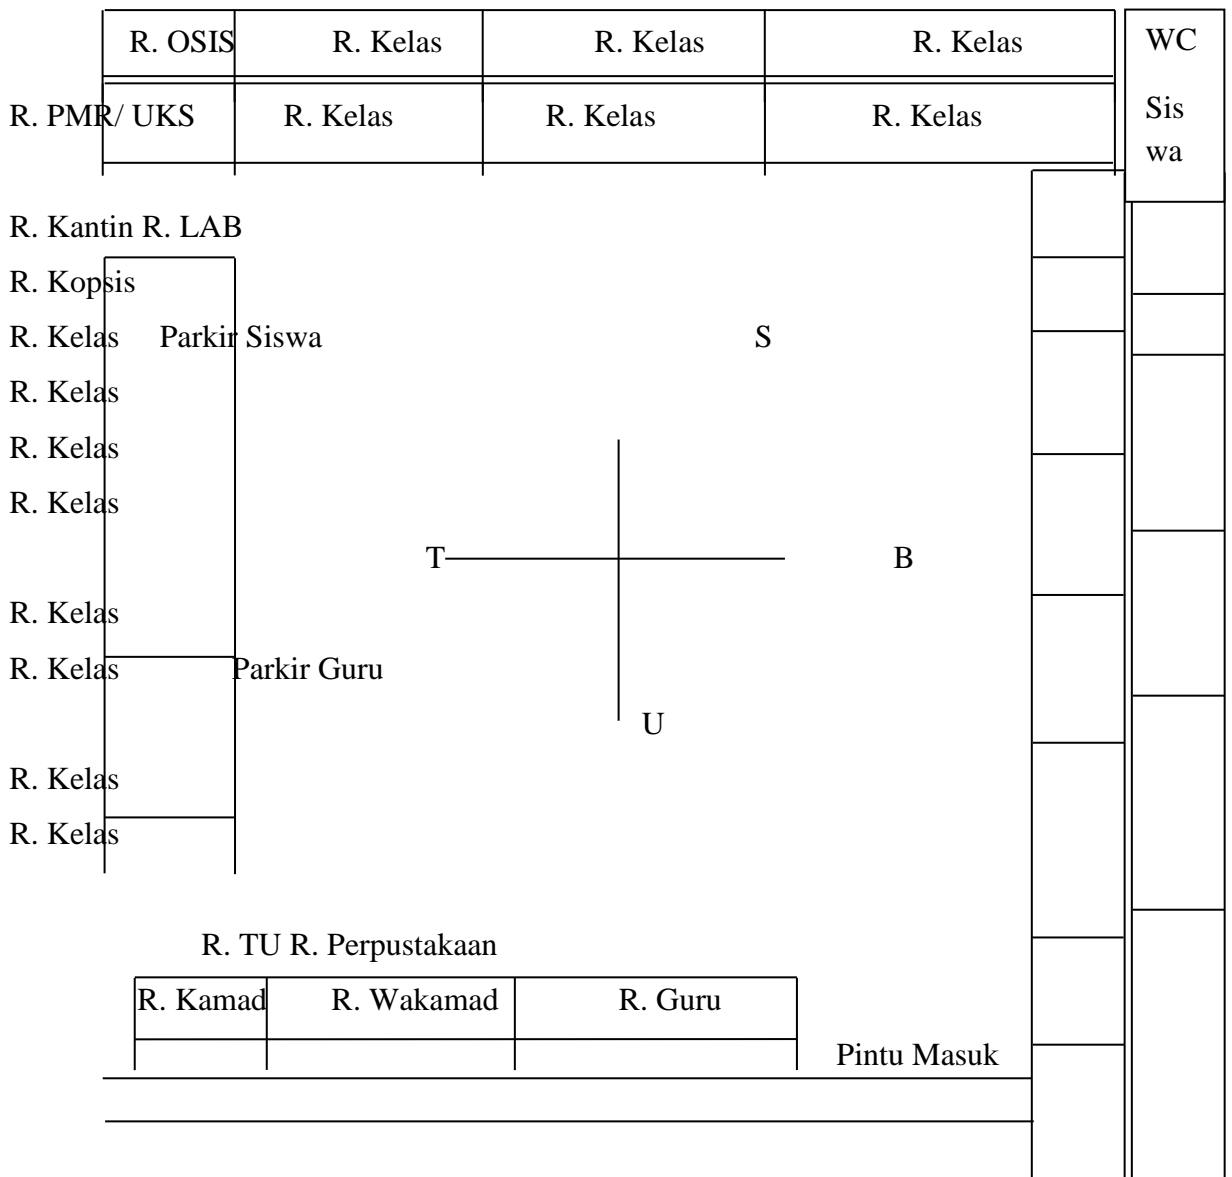 R. OSIS R. Kelas R. Kelas R. Kelas WC
R. PMR/ UKS R. Kelas R. Kelas R. Kelas Sis
wa
R. Kantin R. LAB
R. Kopsis
R. Kelas Parkir Siswa S
R. Kelas
R. Kelas
R. Kelas
T B
R. Kelas
R. Kelas Parkir Guru
U
R. Kelas
R. Kelas
R. TU R. Perpustakaan
R. Kamad R. Wakamad R. Guru
Pintu Masuk